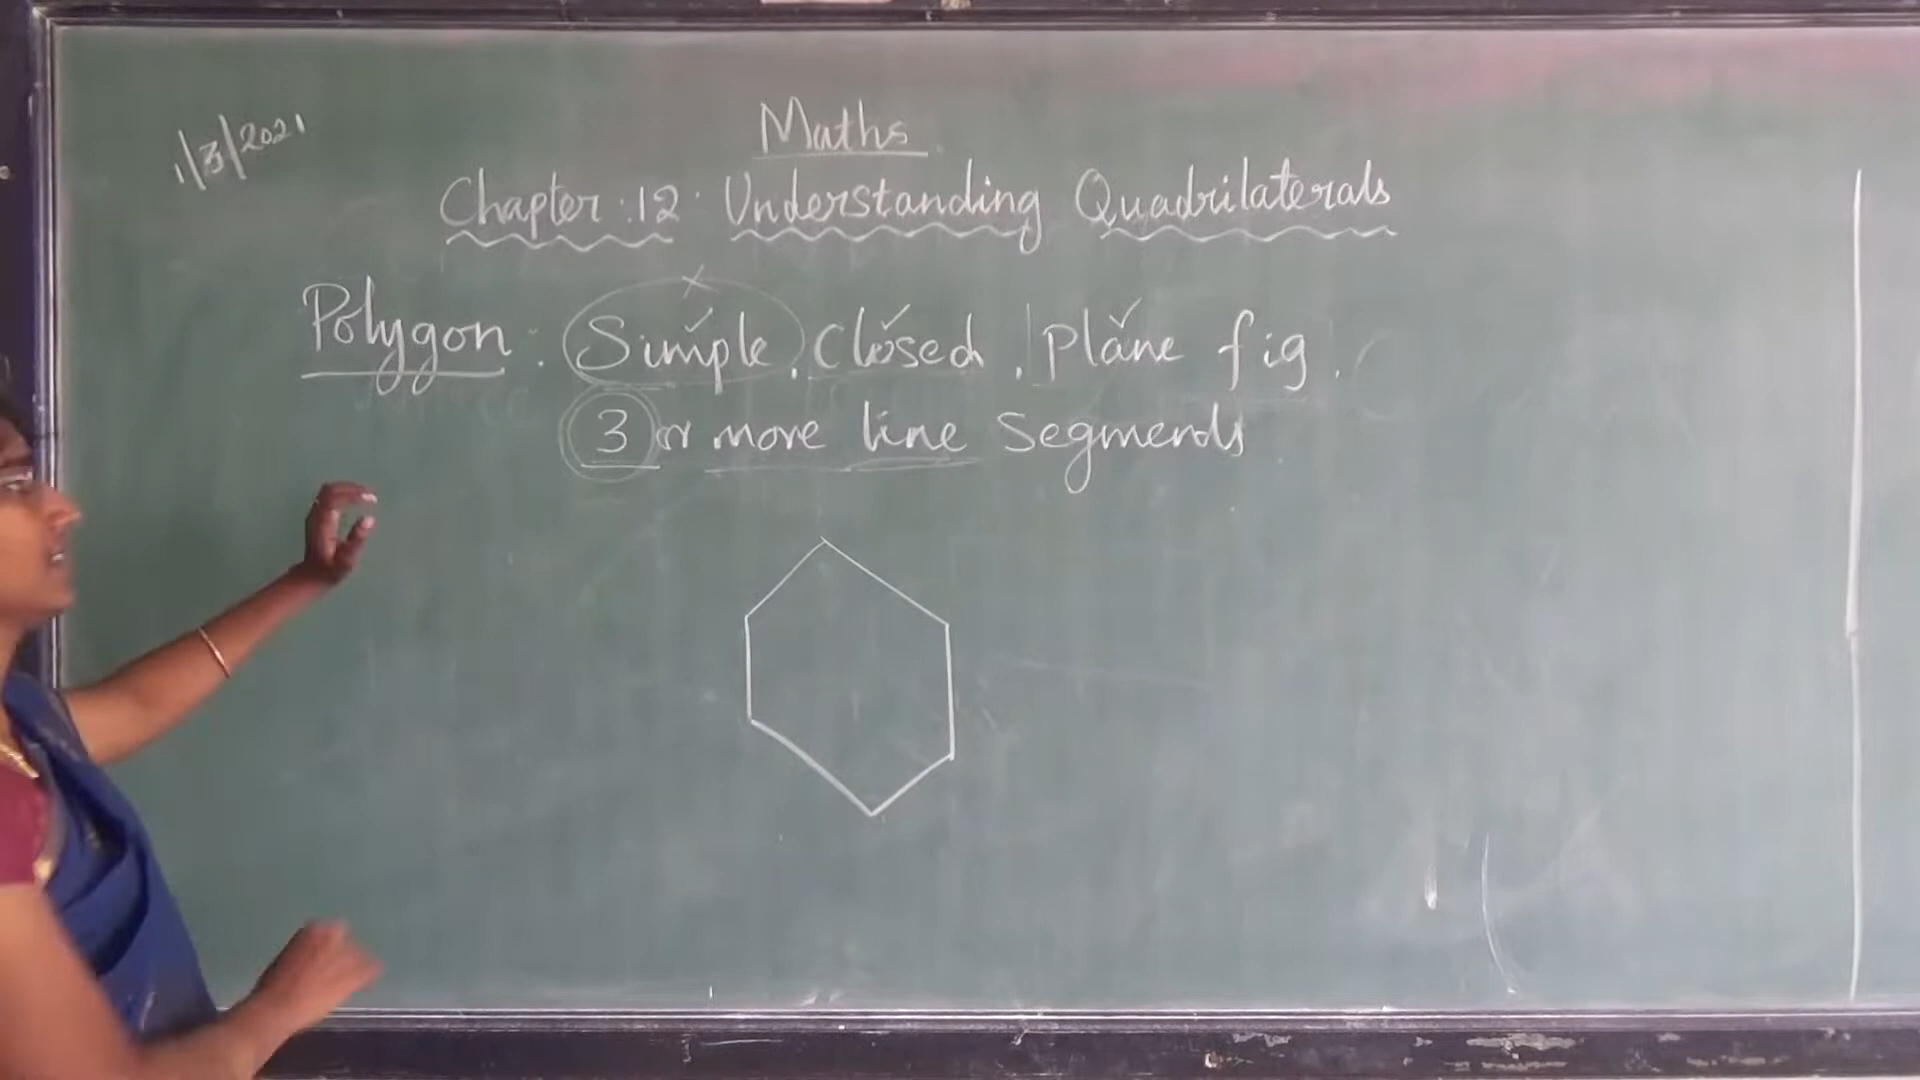 1/3/2021
Maths
Chapter:12: Understanding Quadrilaterals
Polygon: Simple, Closed, Plane fig.
3 or more line Segments